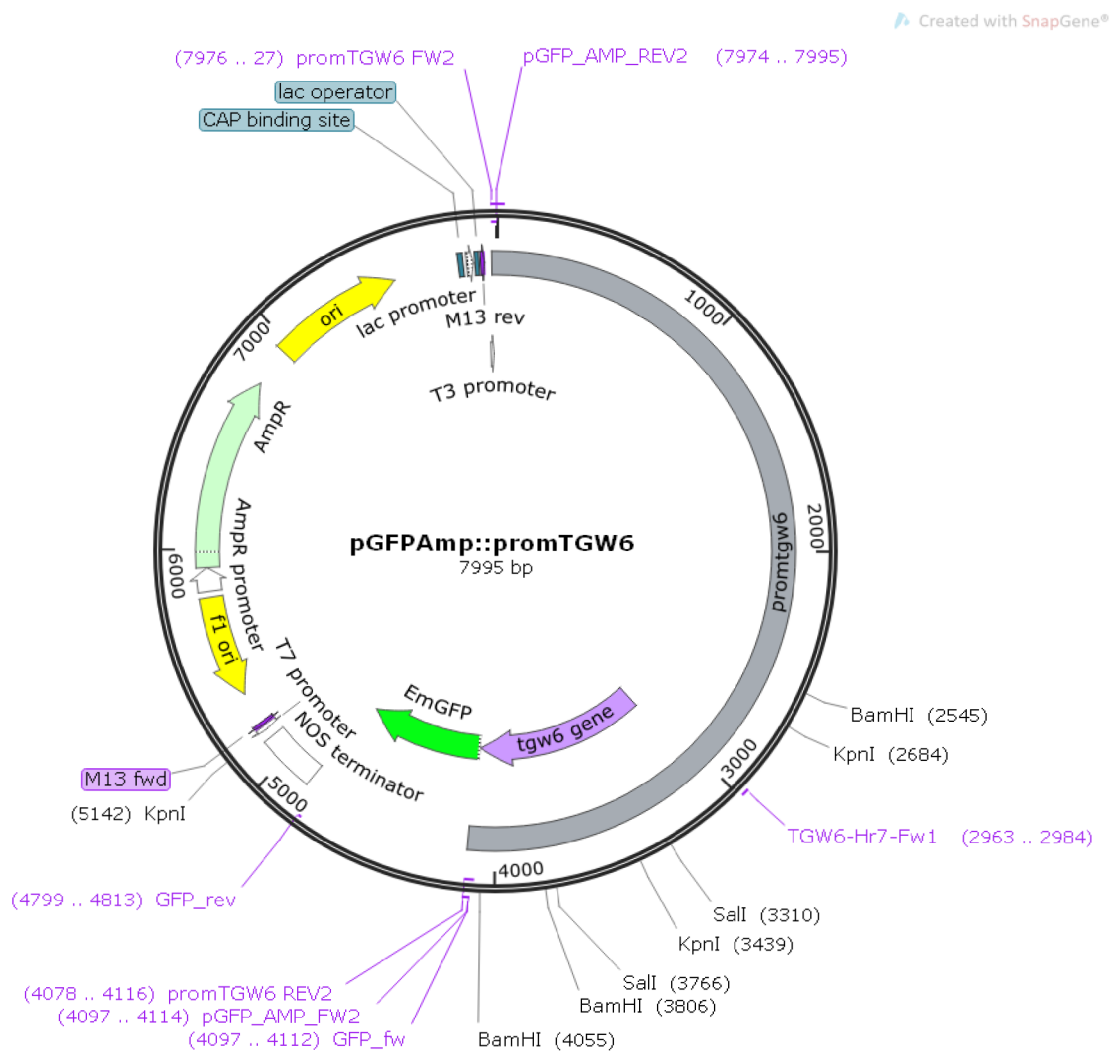 Created with SnapGene®
(7976 .. 27) promTGW6 FW2
pGFP_AMP_REV2 (7974 .. 7995)
lac operator
CAP binding site
ori
lac promoter
M13 rev
T3 promoter
1000
7000
AmpR
2000
promtgw6
pGFPAmp::promTGW6
7995 bp
6000
AmpR promoter
f1 ori
T7 promoter
NOS terminator
EmGFP
tgw6 gene
BamHI (2545)
KpnI (2684)
3000
M13 fwd
5000
(5142) KpnI
TGW6-Hr7-Fw1 (2963 .. 2984)
4000
(4799 .. 4813) GFP_rev
SalI (3310)
KpnI (3439)
SalI (3766)
(4078 .. 4116) promTGW6 REV2
BamHI (3806)
(4097 .. 4114) pGFP_AMP_FW2
(4097 .. 4112) GFP_fw
BamHI (4055)